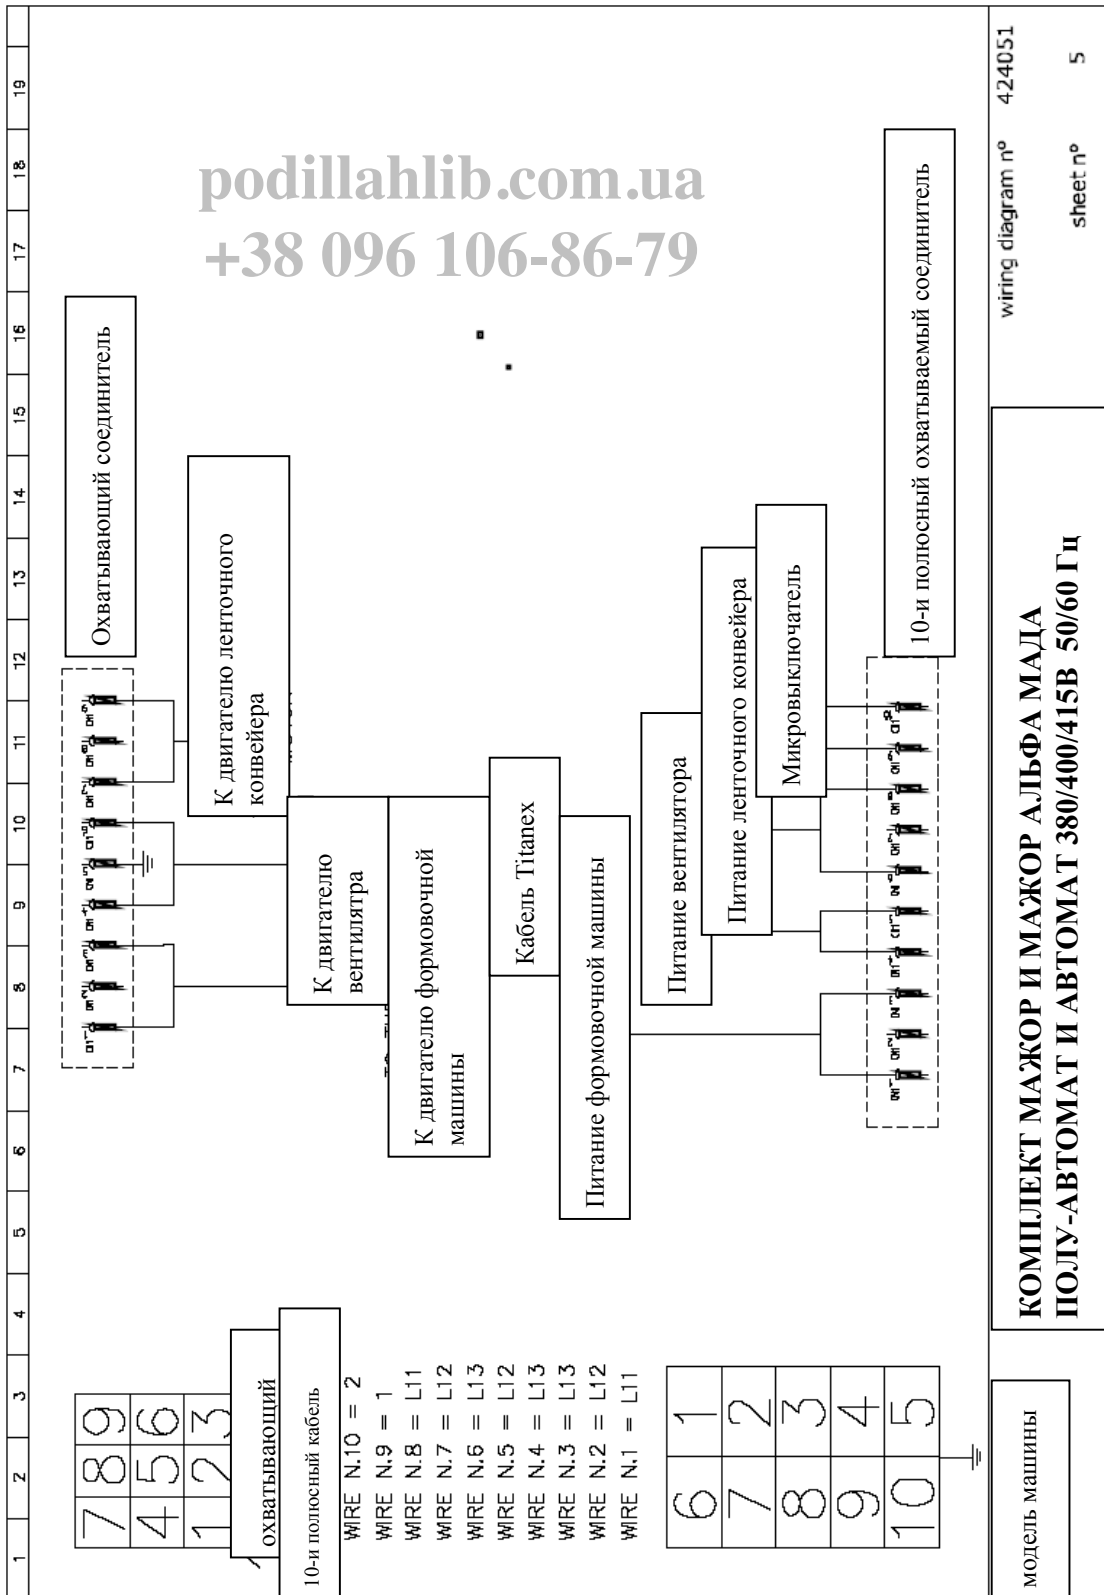 1 2 3 4 5 6 7 8 9 10 11 12 13 14 15 16 17 18 19
podillahlib.com.ua
+38 096 106-86-79
Охватывающий соединитель
К двигателю ленточного
конвейера
К двигателю
вентилятра
К двигателю формовочной
машины
Кабель Titanex
Питание формовочной машины
Питание вентилятора
Питание ленточного конвейера
Микровыключатель
10-и полюсный охватываемый соединитель
7 8 9
4 5 6
1 2 3
охватывающий
10-и полюсный кабель
WIRE N.10 = 2
WIRE N.9 = 1
WIRE N.8 = L11
WIRE N.7 = L12
WIRE N.6 = L13
WIRE N.5 = L12
WIRE N.4 = L13
WIRE N.3 = L13
WIRE N.2 = L12
WIRE N.1 = L11
6 1
7 2
8 3
9 4
10 5
модель машины
КОМПЛЕКТ МАЖОР И МАЖОР АЛЬФА МАДА
ПОЛУ-АВТОМАТ И АВТОМАТ 380/400/415В 50/60 Гц
wiring diagram nº 424051
sheet nº 5